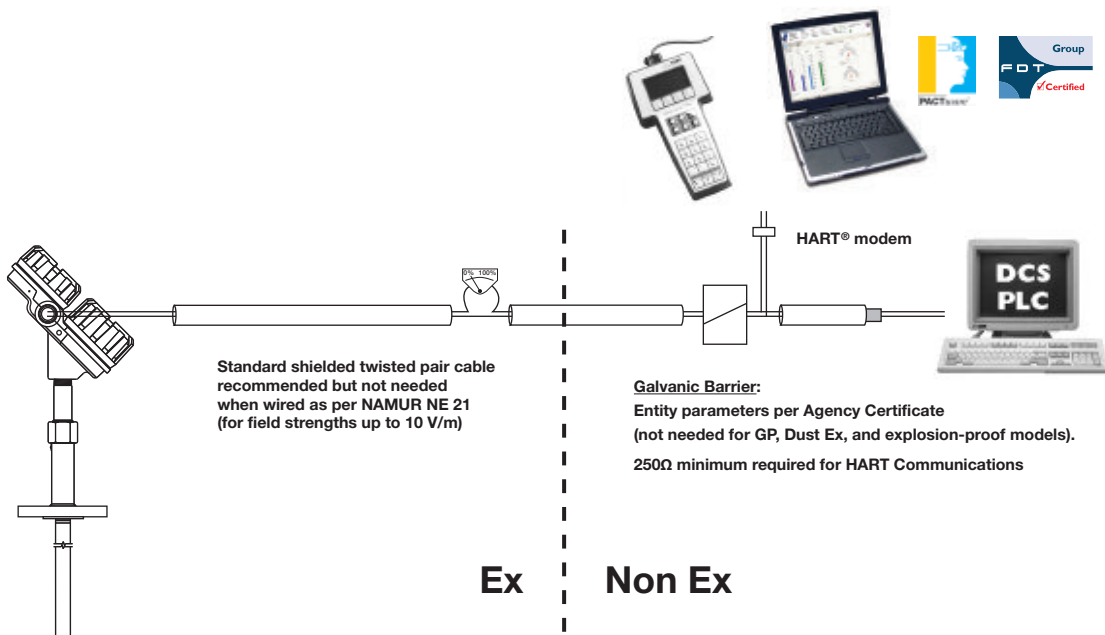 PACTware
FDT
Group
Certified
HART® modem
0% 100%
DCS
PLC
Standard shielded twisted pair cable
recommended but not needed
when wired as per NAMUR NE 21
(for field strengths up to 10 V/m)
Galvanic Barrier:
Entity parameters per Agency Certificate
(not needed for GP, Dust Ex, and explosion-proof models).
250Ω minimum required for HART Communications
Ex
Non Ex